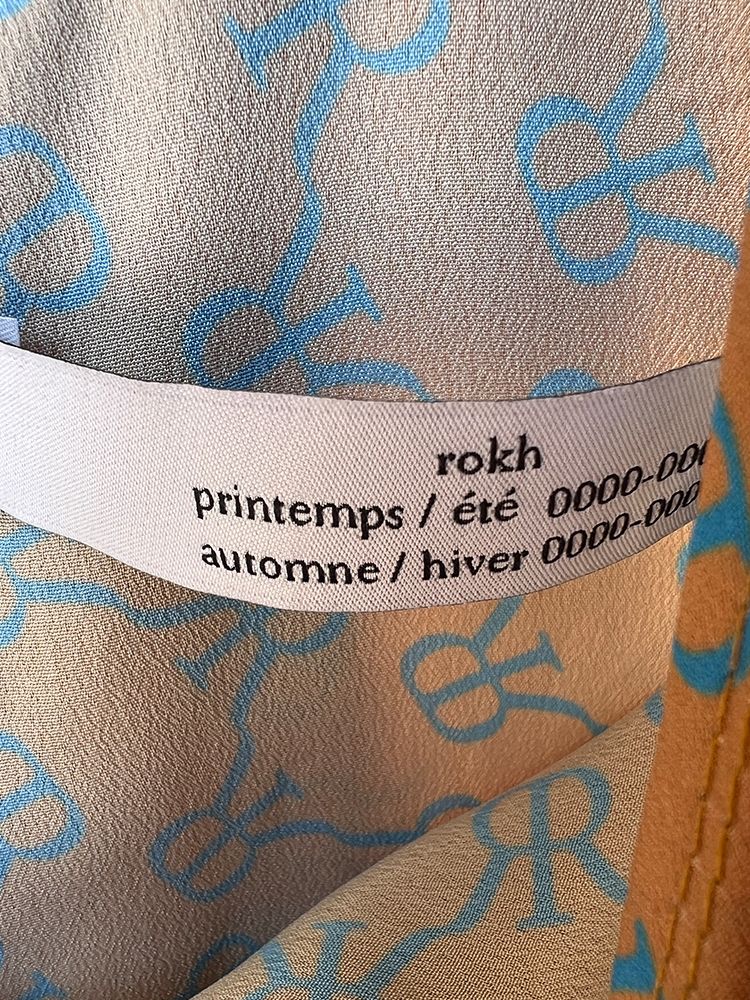 rokh
printemps / été 0000-00
automne / hiver 0000-000